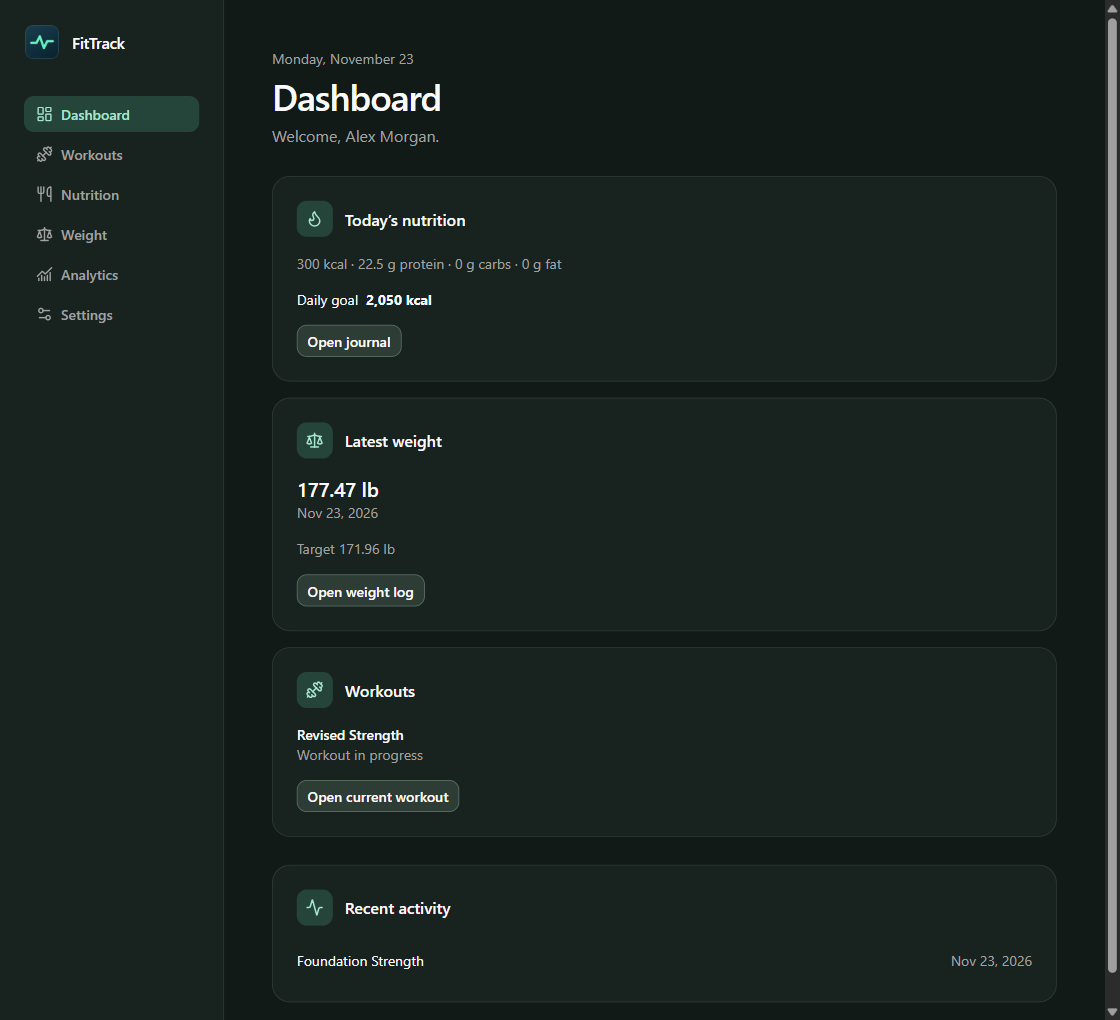 FitTrack
Dashboard
Workouts
Nutrition
Weight
Analytics
Settings
Monday, November 23
Dashboard
Welcome, Alex Morgan.
Today’s nutrition
300 kcal · 22.5 g protein · 0 g carbs · 0 g fat
Daily goal 2,050 kcal
Open journal
Latest weight
177.47 lb
Nov 23, 2026
Target 171.96 lb
Open weight log
Workouts
Revised Strength
Workout in progress
Open current workout
Recent activity
Foundation Strength Nov 23, 2026